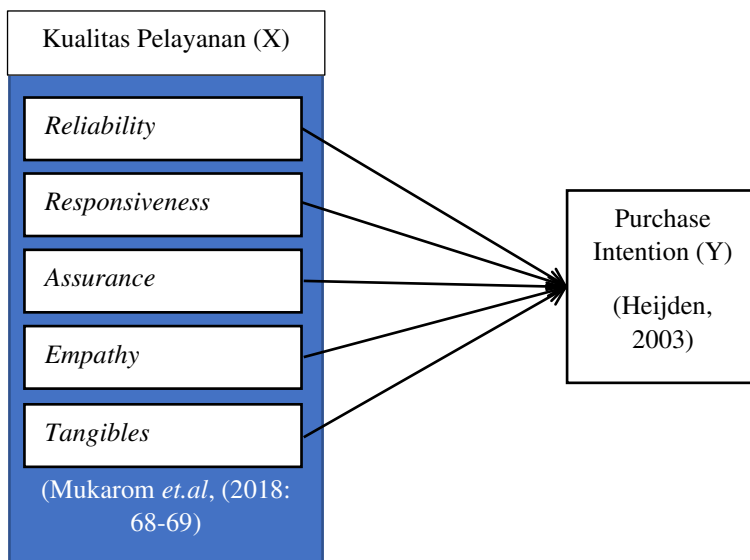 Kualitas Pelayanan (X)
Reliability
Responsiveness
Assurance
Empathy
Tangibles
(Mukarom et.al, (2018:
68-69)
Purchase
Intention (Y)
(Heijden,
2003)